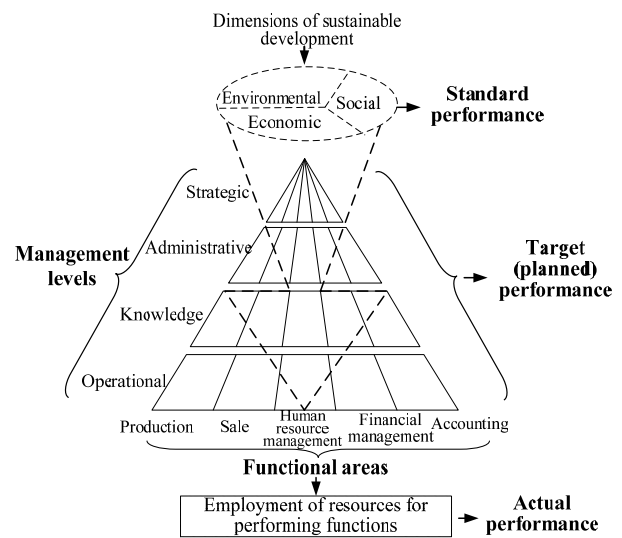 Dimensions of sustainable
development
Environmental
Social
Economic
Standard
performance
Strategic
Administrative
Management
levels
Knowledge
Operational
Target
(planned)
performance
Production
Sale
Human
resource
management
Financial
management
Accounting
Functional areas
Employment of resources for
performing functions
Actual
performance